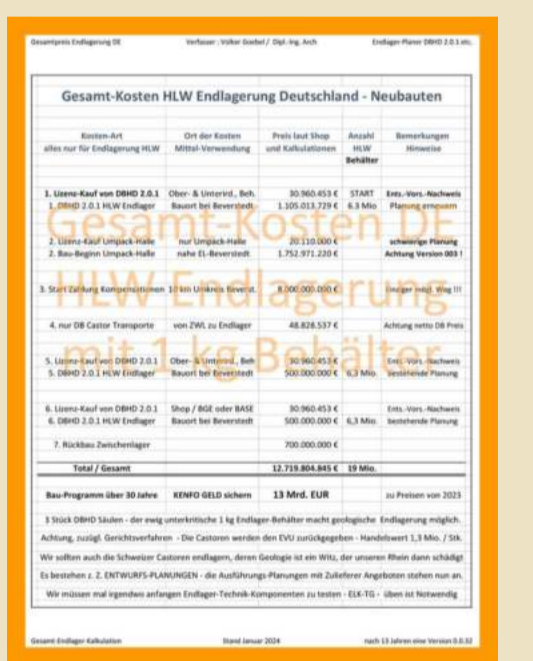 Gesamtpreis Endlagerung DE Verfasser : Volker Goebel / Dipl.-Ing. Arch Endlager-Planer DBHD 2.0.1 etc.
Gesamt-Kosten HLW Endlagerung Deutschland - Neubauten
Kosten-Art Ort der Kosten Preis laut Shop Anzahl Bemerkungen
alles nur für Endlagerung HLW Mittel-Verwendung und Kalkulationen HLW Hinweise
Behälter
1. Lizenz-Kauf von DBHD 2.0.1 Ober- & Unterird., Beh. 30.960.453 € START Ents.-Vors.-Nachweis
1. DBHD 2.0.1 HLW Endlager Bauort bei Beverstedt 1.105.013.729 € 6.3 Mio Planung erneuern
Gesamt-Kosten DE
2. Lizenz-Kauf Umpack-Halle nur Umpack-Halle 20.110.000 € schwierige Planung
2. Bau-Beginn Umpack-Halle nahe EL-Beverstedt 1.752.971.220 € Achtung Version 003 !
HLW Endlagerung
3. Start Zahlung Kompensationen 10 km Umkreis Beverst. 8.000.000.000 € einziger mögl. Weg !!!
4. nur DB Castor Transporte von ZWL zu Endlager 48.828.537 € Achtung netto DB Preis
mit 1 kg Behälter
5. Lizenz-Kauf von DBHD 2.0.1 Ober- & Unterird., Beh 30.960.453 € Ents.-Vors.-Nachweis
5. DBHD 2.0.1 HLW Endlager Bauort bei Beverstedt 500.000.000 € 6,3 Mio. bestehende Planung
6. Lizenz-Kauf von DBHD 2.0.1 Shop / BGE oder BASE 30.960.453 € Ents.-Vors.-Nachweis
6. DBHD 2.0.1 HLW Endlager Bauort bei Beverstedt 500.000.000 € 6,3 Mio. bestehende Planung
7. Rückbau Zwischenlager 700.000.000 €
Total / Gesamt 12.719.804.845 € 19 Mio.
Bau-Programm über 30 Jahre KENFO GELD sichern 13 Mrd. EUR zu Preisen von 2023
3 Stück DBHD Säulen - der ewig unterkritische 1 kg Endlager-Behälter macht geologische Endlagerung möglich.
Achtung, zuzügl. Gerichtsverfahren - Die Castoren werden den EVU zurückgegeben - Handelswert 1,3 Mio. / Stk.
Wir sollten auch die Schweizer Castoren endlagern, deren Geologie ist ein Witz, der unseren Rhein dann schädigt
Es bestehen z. Z. ENTWURFS-PLANUNGEN - die Ausführungs-Planungen mit Zulieferer Angeboten stehen nun an.
Wir müssen mal irgendwo anfangen Endlager-Technik-Komponenten zu testen - ELK-TG - üben ist Notwendig
Gesamt Endlager Kalkulation Stand Januar 2024 nach 13 Jahren eine Version 0.0.32